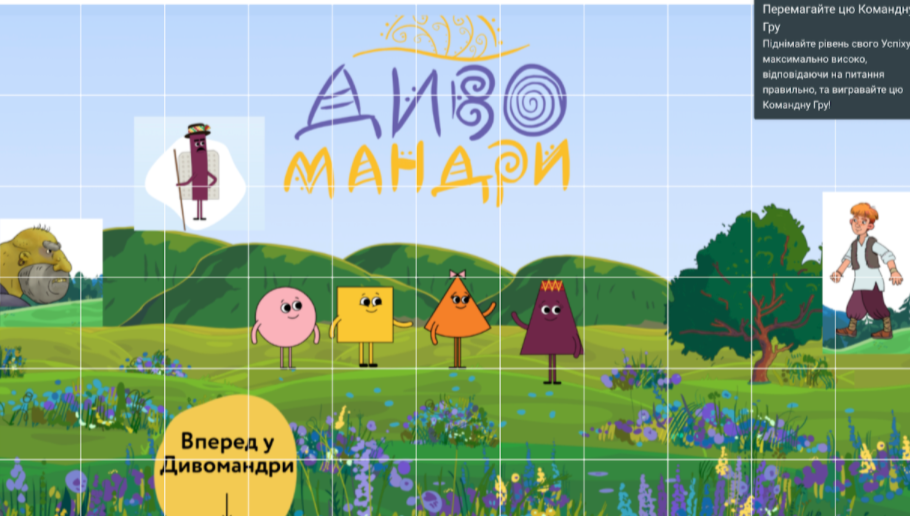 Перемагайте цю Командну
Гру
Піднімайте рівень свого Успіху
максимально високо,
відповідаючи на питання
правильно, та вигравайте цю
Командну Гру!
ДИВО
МАНДРИ
Вперед у
Дивомандри